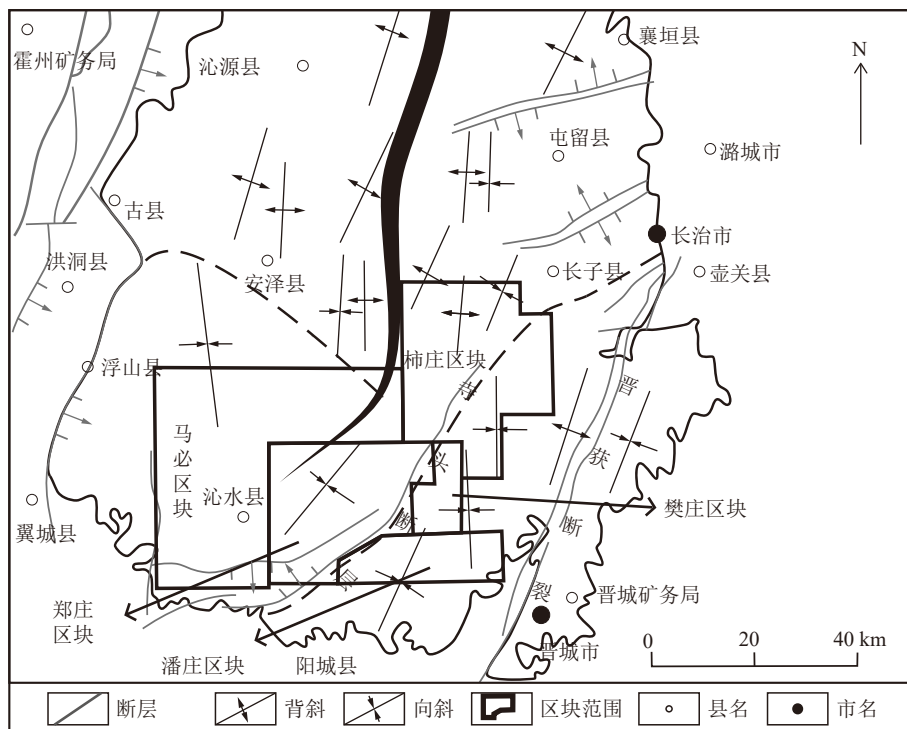 襄垣县
霍州矿务局
沁源县
N
屯留县
潞城市
古县
长治市
洪洞县
安泽县
长子县
壶关县
柿庄区块
浮山县
寺
头
断
层
晋
获
断
裂
马
必
区
块
沁水县
樊庄区块
翼城县
郑庄
区块
晋城矿务局
潘庄区块
阳城县
晋城市
0 20 40 km
断层
背斜
向斜
区块范围
县名
市名